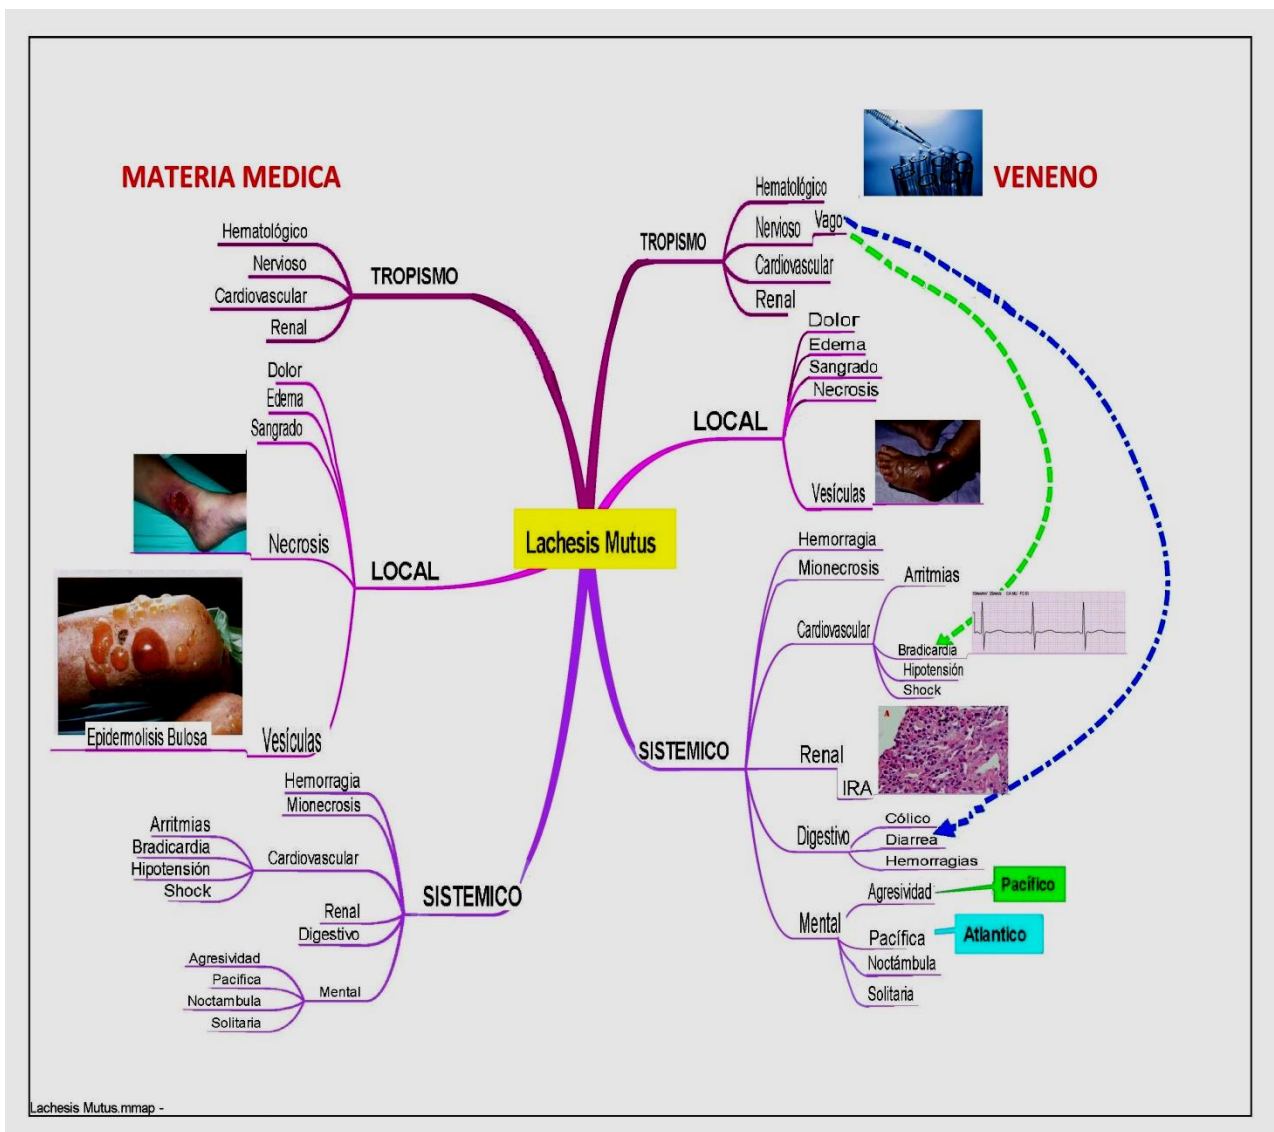 MATERIA MEDICA
VENENO
Hematológico
Nervioso
Cardiovascular
Renal
TROPISMO
Dolor
Edema
Sangrado
Necrosis
LOCAL
Epidermolisis Bulosa
Vesículas
Hemorragia
Mionecrosis
Arritmias
Bradicardia
Hipotensión
Shock
Cardiovascular
SISTEMICO
Renal
Digestivo
Agresividad
Pacifica
Noctambula
Solitaria
Mental
Lachesis Mutus
TROPISMO
Hematológico
Nervioso
Vago
Cardiovascular
Renal
LOCAL
Dolor
Edema
Sangrado
Necrosis
Vesículas
SISTEMICO
Hemorragia
Mionecrosis
Cardiovascular
Arritmias
Bradicardia
Hipotensión
Shock
Renal
IRA
A
Digestivo
Cólico
Diarrea
Hemorragias
Mental
Agresividad
Pacífico
Pacífica
Atlantico
Noctámbula
Solitaria
Lachesis Mutus.mmap -